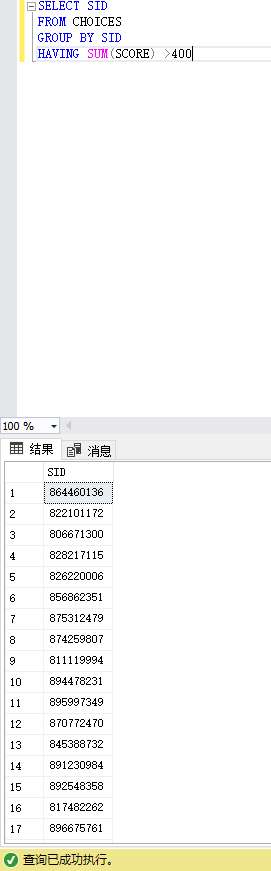 SELECT SID
FROM CHOICES
GROUP BY SID
HAVING SUM(SCORE) >400
100 %
结果 消息
SID
1 864460136
2 822101172
3 806671300
4 828217115
5 826220006
6 856862351
7 875312479
8 874259807
9 811119994
10 894478231
11 895997349
12 870772470
13 845388732
14 891230984
15 892548358
16 817482262
17 896675761
查询已成功执行。